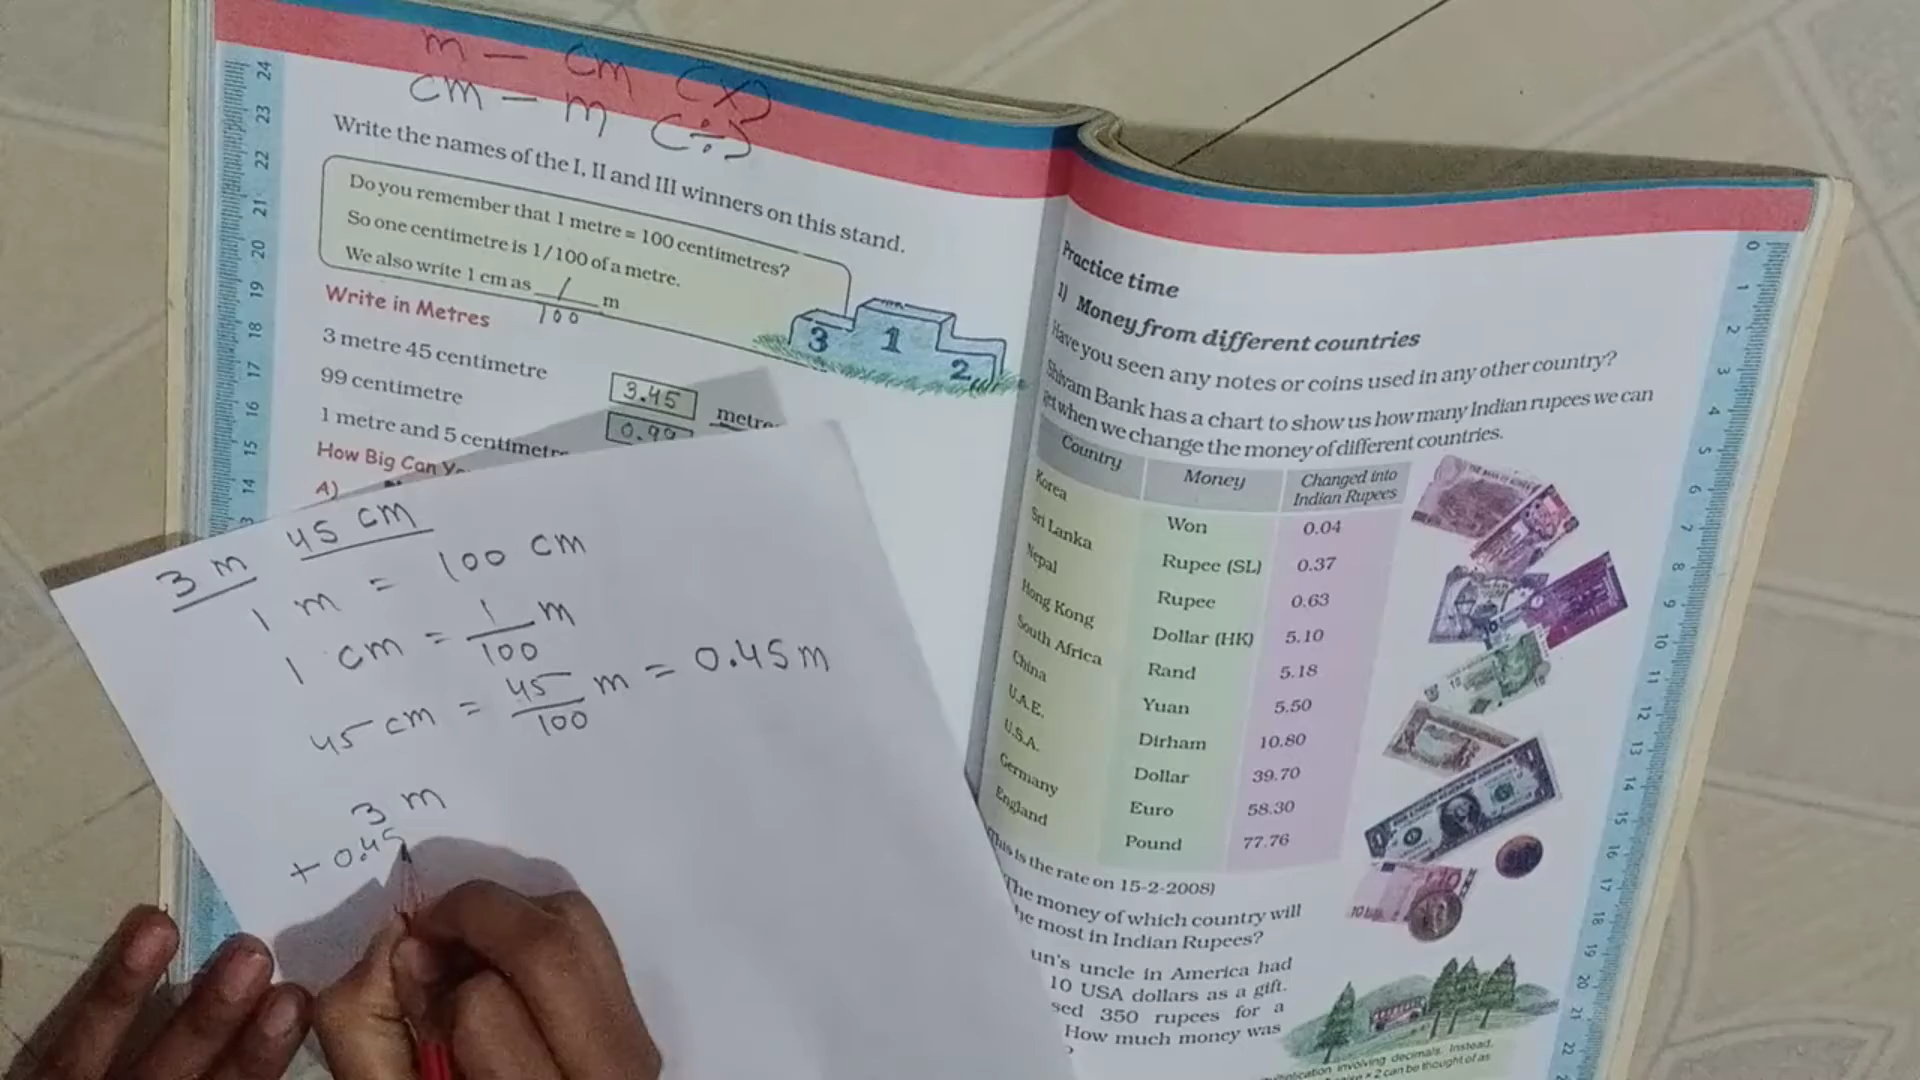 m - cm (×)
cm - m (÷)
Write the names of the I, II and III winners on this stand.
Do you remember that 1 metre = 100 centimetres?
So one centimetre is 1/100 of a metre.
We also write 1 cm as 1/100 m
Write in Metres
3 metre 45 centimetre
3.45 metre
99 centimetre
0.99
1 metre and 5 centimetre
How Big Can
A)
3 1 2
3 m 45 cm
1 m = 100 cm
1 cm = 1/100 m
45 cm = 45/100 m = 0.45 m
3 m
+ 0.45
Practice time
1) Money from different countries
Have you seen any notes or coins used in any other country?
Shivam Bank has a chart to show us how many Indian rupees we can
get when we change the money of different countries.
Country Money Changed into
Indian Rupees
Korea Won 0.04
Sri Lanka Rupee (SL) 0.37
Nepal Rupee 0.63
Hong Kong Dollar (HK) 5.10
South Africa Rand 5.18
China Yuan 5.50
U.A.E. Dirham 10.80
U.S.A. Dollar 39.70
Germany Euro 58.30
England Pound 77.76
(This is the rate on 15-2-2008)
The money of which country will
the most in Indian Rupees?
un's uncle in America had
10 USA dollars as a gift.
sed 350 rupees for a
How much money was
?
multiplication involving decimals. Instead,
× 2 can be thought of as
24
23
22
21
20
19
18
17
16
15
14
13
0
1
2
3
4
5
6
7
8
9
10
11
12
13
14
15
16
17
18
19
20
21
22